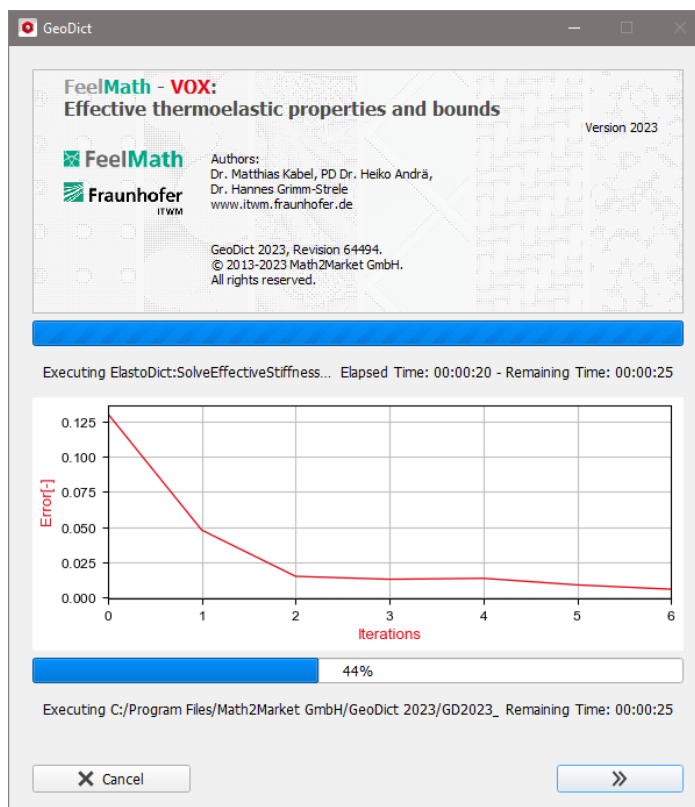 GeoDict
FeelMath - VOX:
Effective thermoelastic properties and bounds
Version 2023
FeelMath
Fraunhofer
ITWM
Authors:
Dr. Matthias Kabel, PD Dr. Heiko Andrä,
Dr. Hannes Grimm-Strele
www.itwm.fraunhofer.de
GeoDict 2023, Revision 64494.
© 2013-2023 Math2Market GmbH.
All rights reserved.
Executing ElastoDict:SolveEffectiveStiffness... Elapsed Time: 00:00:20 - Remaining Time: 00:00:25
Error[-]
0.125
0.100
0.075
0.050
0.025
0.000
0 1 2 3 4 5 6
Iterations
44%
Executing C:/Program Files/Math2Market GmbH/GeoDict 2023/GD2023_ Remaining Time: 00:00:25
Cancel